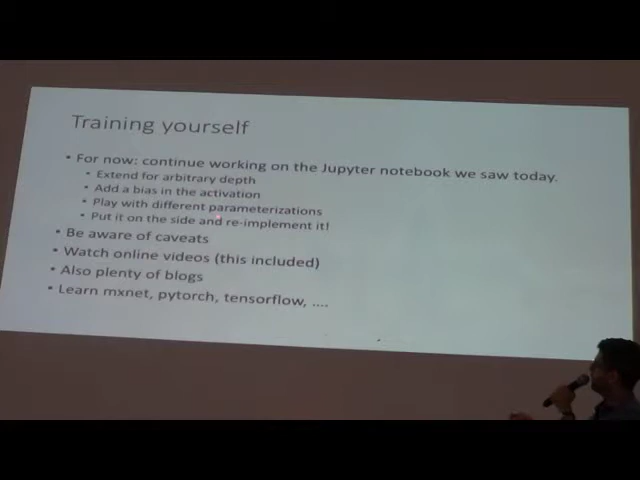 Training yourself
• For now: continue working on the Jupyter notebook we saw today.
• Extend for arbitrary depth
• Add a bias in the activation
• Play with different parameterizations
• Put it on the side and re-implement it!
• Be aware of caveats
• Watch online videos (this included)
• Also plenty of blogs
• Learn mxnet, pytorch, tensorflow, ....